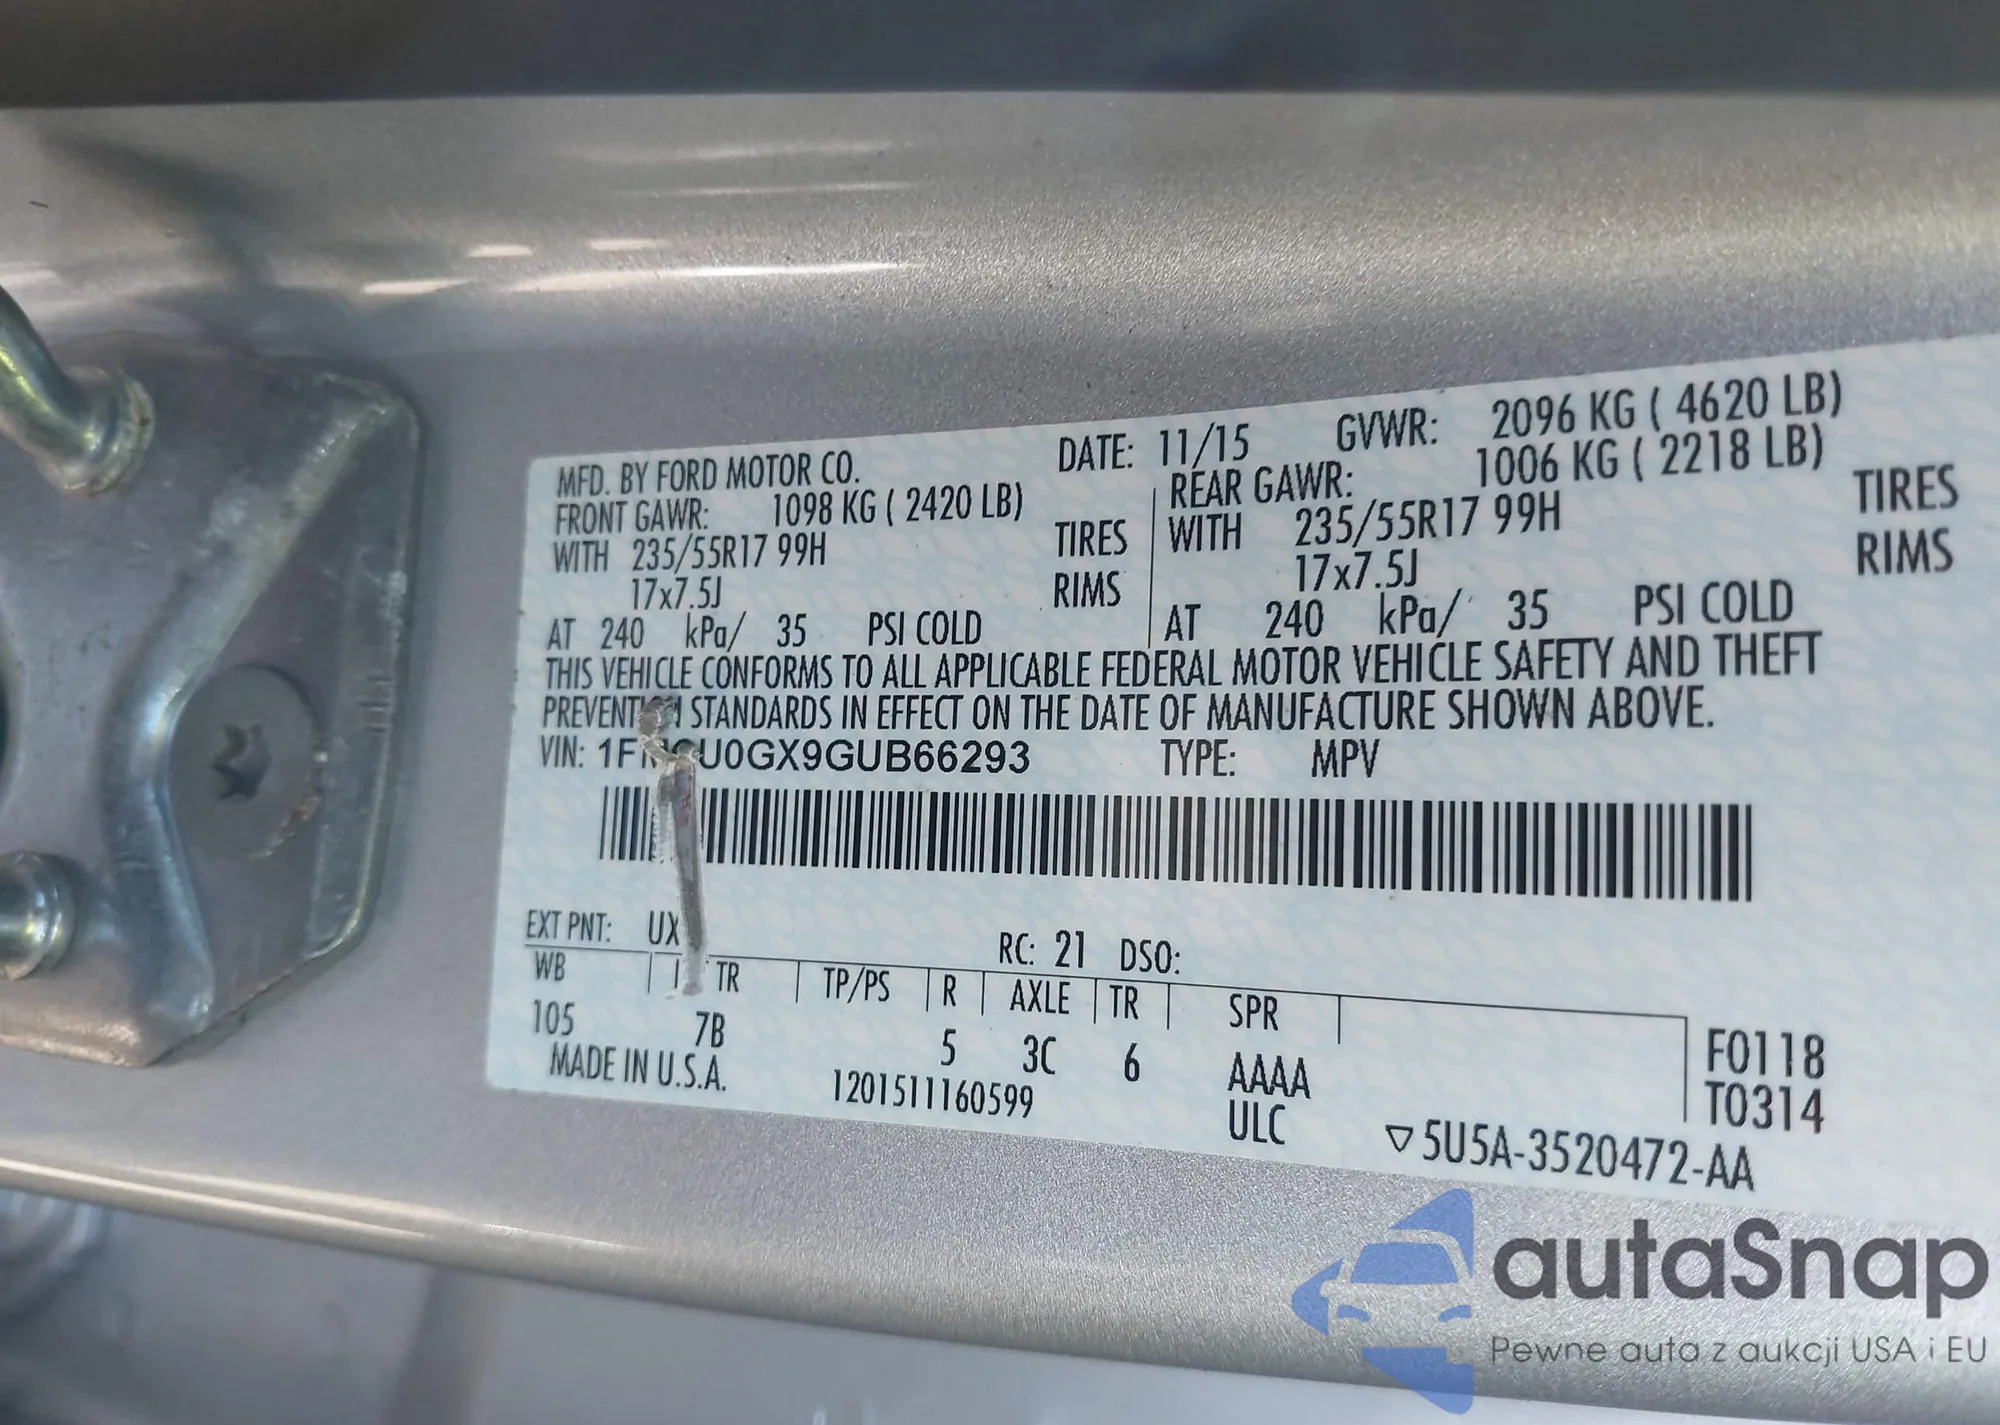 MFD. BY FORD MOTOR CO. DATE: 11/15 GVWR: 2096 KG ( 4620 LB)
FRONT GAWR: 1098 KG ( 2420 LB) REAR GAWR: 1006 KG ( 2218 LB)
WITH 235/55R17 99H TIRES WITH 235/55R17 99H TIRES
17x7.5J RIMS 17x7.5J RIMS
AT 240 kPa/ 35 PSI COLD AT 240 kPa/ 35 PSI COLD
THIS VEHICLE CONFORMS TO ALL APPLICABLE FEDERAL MOTOR VEHICLE SAFETY AND THEFT
PREVENTION STANDARDS IN EFFECT ON THE DATE OF MANUFACTURE SHOWN ABOVE.
VIN: TYPE: MPV
EXT PNT: UX RC: 21 DSO:
WB TR TP/PS R AXLE TR SPR
105 7B 5 3C 6 AAAA F0118
MADE IN U.S.A. 1201511160599 ULC T0314
▽5U5A-3520472-AA
autaSnap
Pewne auta z aukcji USA i EU